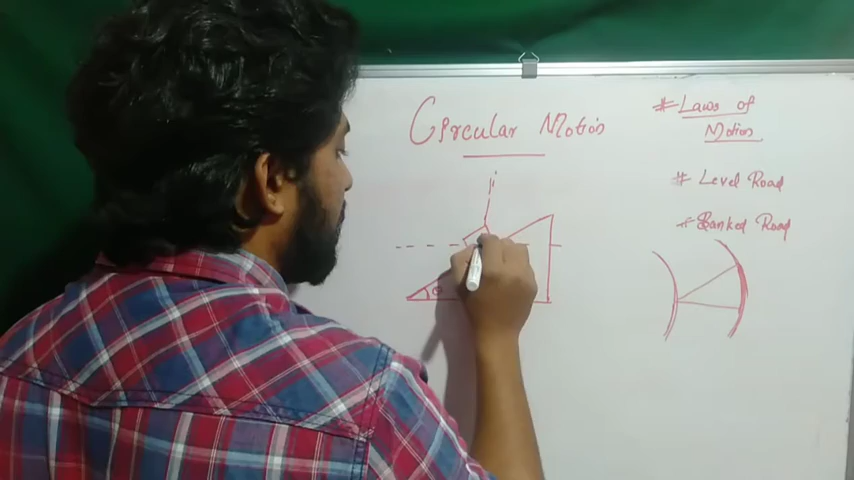 Circular Motion
# Laws of
Motion
# Level Road
# Banked Road
θ